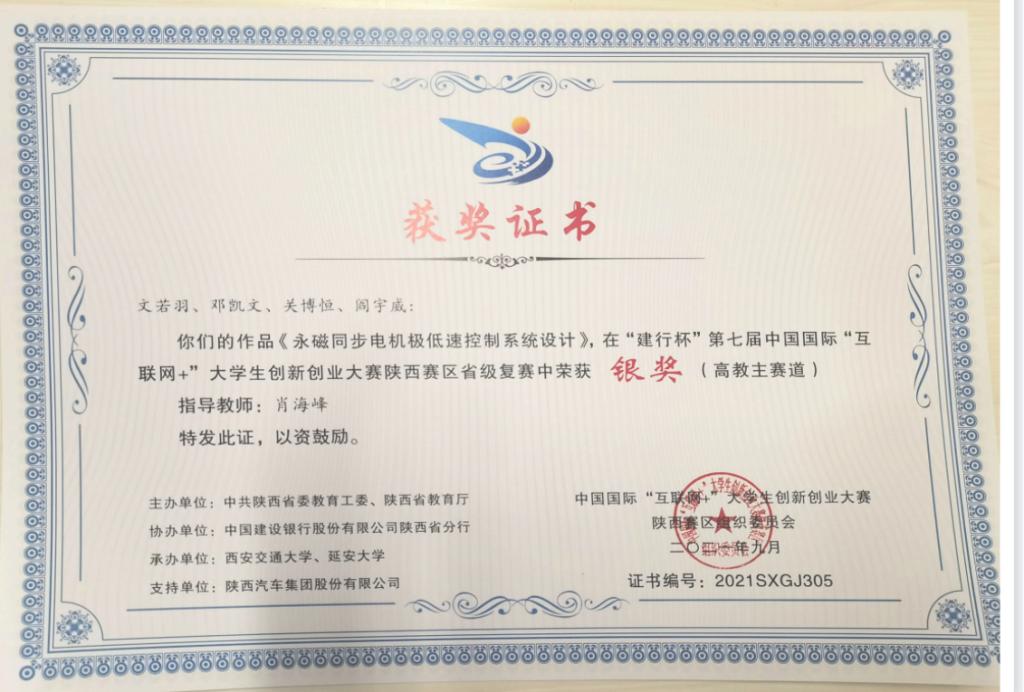 获奖证书
文若羽、邓凯文、关博恒、阎宇威：
你们的作品《永磁同步电机极低速控制系统设计》，在“建行杯”第七届中国国际“互
联网+”大学生创新创业大赛陕西赛区省级复赛中荣获 银奖（高教主赛道）
指导教师：肖海峰
特发此证，以资鼓励。
主办单位：中共陕西省委教育工委、陕西省教育厅
协办单位：中国建设银行股份有限公司陕西省分行
承办单位：西安交通大学、延安大学
支持单位：陕西汽车集团股份有限公司
中国国际“互联网+”大学生创新创业大赛
陕西赛区组织委员会
二〇二一年九月
证书编号：2021SXGJ305